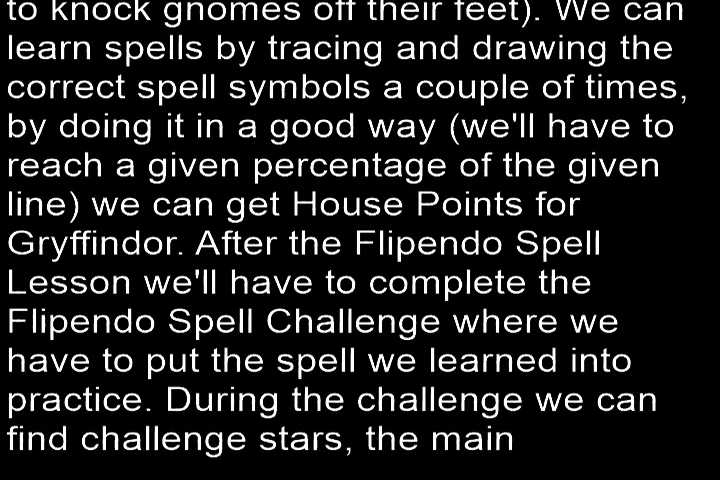 to knock gnomes off their feet). We can
learn spells by tracing and drawing the
correct spell symbols a couple of times,
by doing it in a good way (we'll have to
reach a given percentage of the given
line) we can get House Points for
Gryffindor. After the Flipendo Spell
Lesson we'll have to complete the
Flipendo Spell Challenge where we
have to put the spell we learned into
practice. During the challenge we can
find challenge stars, the main